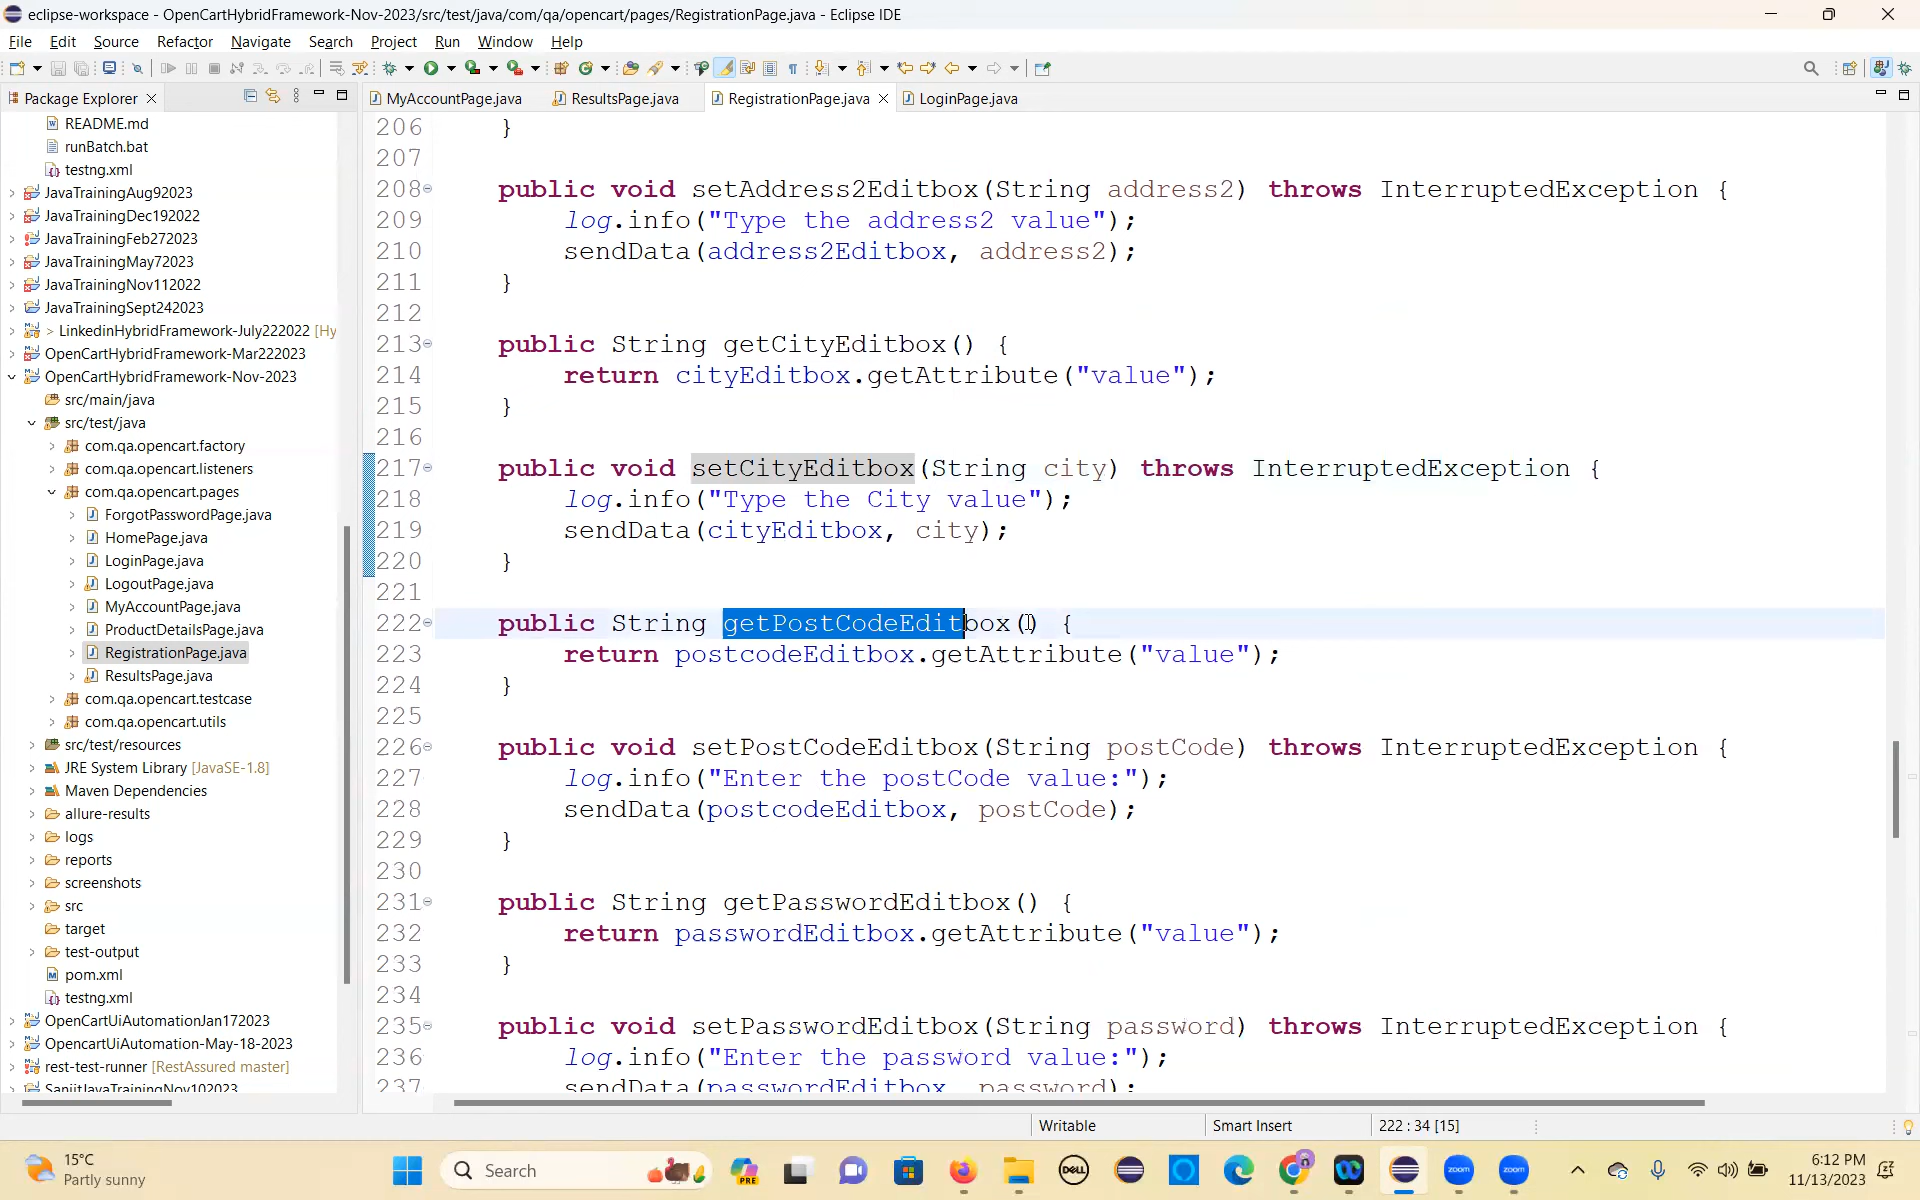 eclipse-workspace - OpenCartHybridFramework-Nov-2023/src/test/java/com/qa/opencart/pages/RegistrationPage.java - Eclipse IDE
File Edit Source Refactor Navigate Search Project Run Window Help
Package Explorer
MyAccountPage.java ResultsPage.java RegistrationPage.java LoginPage.java
README.md
runBatch.bat
testng.xml
JavaTrainingAug92023
JavaTrainingDec192022
JavaTrainingFeb272023
JavaTrainingMay72023
JavaTrainingNov112022
JavaTrainingSept242023
> LinkedinHybridFramework-July222022 [Hy
OpenCartHybridFramework-Mar222023
OpenCartHybridFramework-Nov-2023
src/main/java
src/test/java
com.qa.opencart.factory
com.qa.opencart.listeners
com.qa.opencart.pages
ForgotPasswordPage.java
HomePage.java
LoginPage.java
LogoutPage.java
MyAccountPage.java
ProductDetailsPage.java
RegistrationPage.java
ResultsPage.java
com.qa.opencart.testcase
com.qa.opencart.utils
src/test/resources
JRE System Library [JavaSE-1.8]
Maven Dependencies
allure-results
logs
reports
screenshots
src
target
test-output
pom.xml
testng.xml
OpenCartUiAutomationJan172023
OpencartUiAutomation-May-18-2023
rest-test-runner [RestAssured master]
SanjitJavaTrainingNov102023
206 }
207
208 public void setAddress2Editbox(String address2) throws InterruptedException {
209 log.info("Type the address2 value");
210 sendData(address2Editbox, address2);
211 }
212
213 public String getCityEditbox() {
214 return cityEditbox.getAttribute("value");
215 }
216
217 public void setCityEditbox(String city) throws InterruptedException {
218 log.info("Type the City value");
219 sendData(cityEditbox, city);
220 }
221
222 public String getPostCodeEditbox() {
223 return postcodeEditbox.getAttribute("value");
224 }
225
226 public void setPostCodeEditbox(String postCode) throws InterruptedException {
227 log.info("Enter the postCode value:");
228 sendData(postcodeEditbox, postCode);
229 }
230
231 public String getPasswordEditbox() {
232 return passwordEditbox.getAttribute("value");
233 }
234
235 public void setPasswordEditbox(String password) throws InterruptedException {
236 log.info("Enter the password value:");
237 sendData(passwordEditbox, password);
Writable Smart Insert 222 : 34 [15]
15°C
Partly sunny
Search
PRE
DELL
zoom
zoom
6:12 PM
11/13/2023